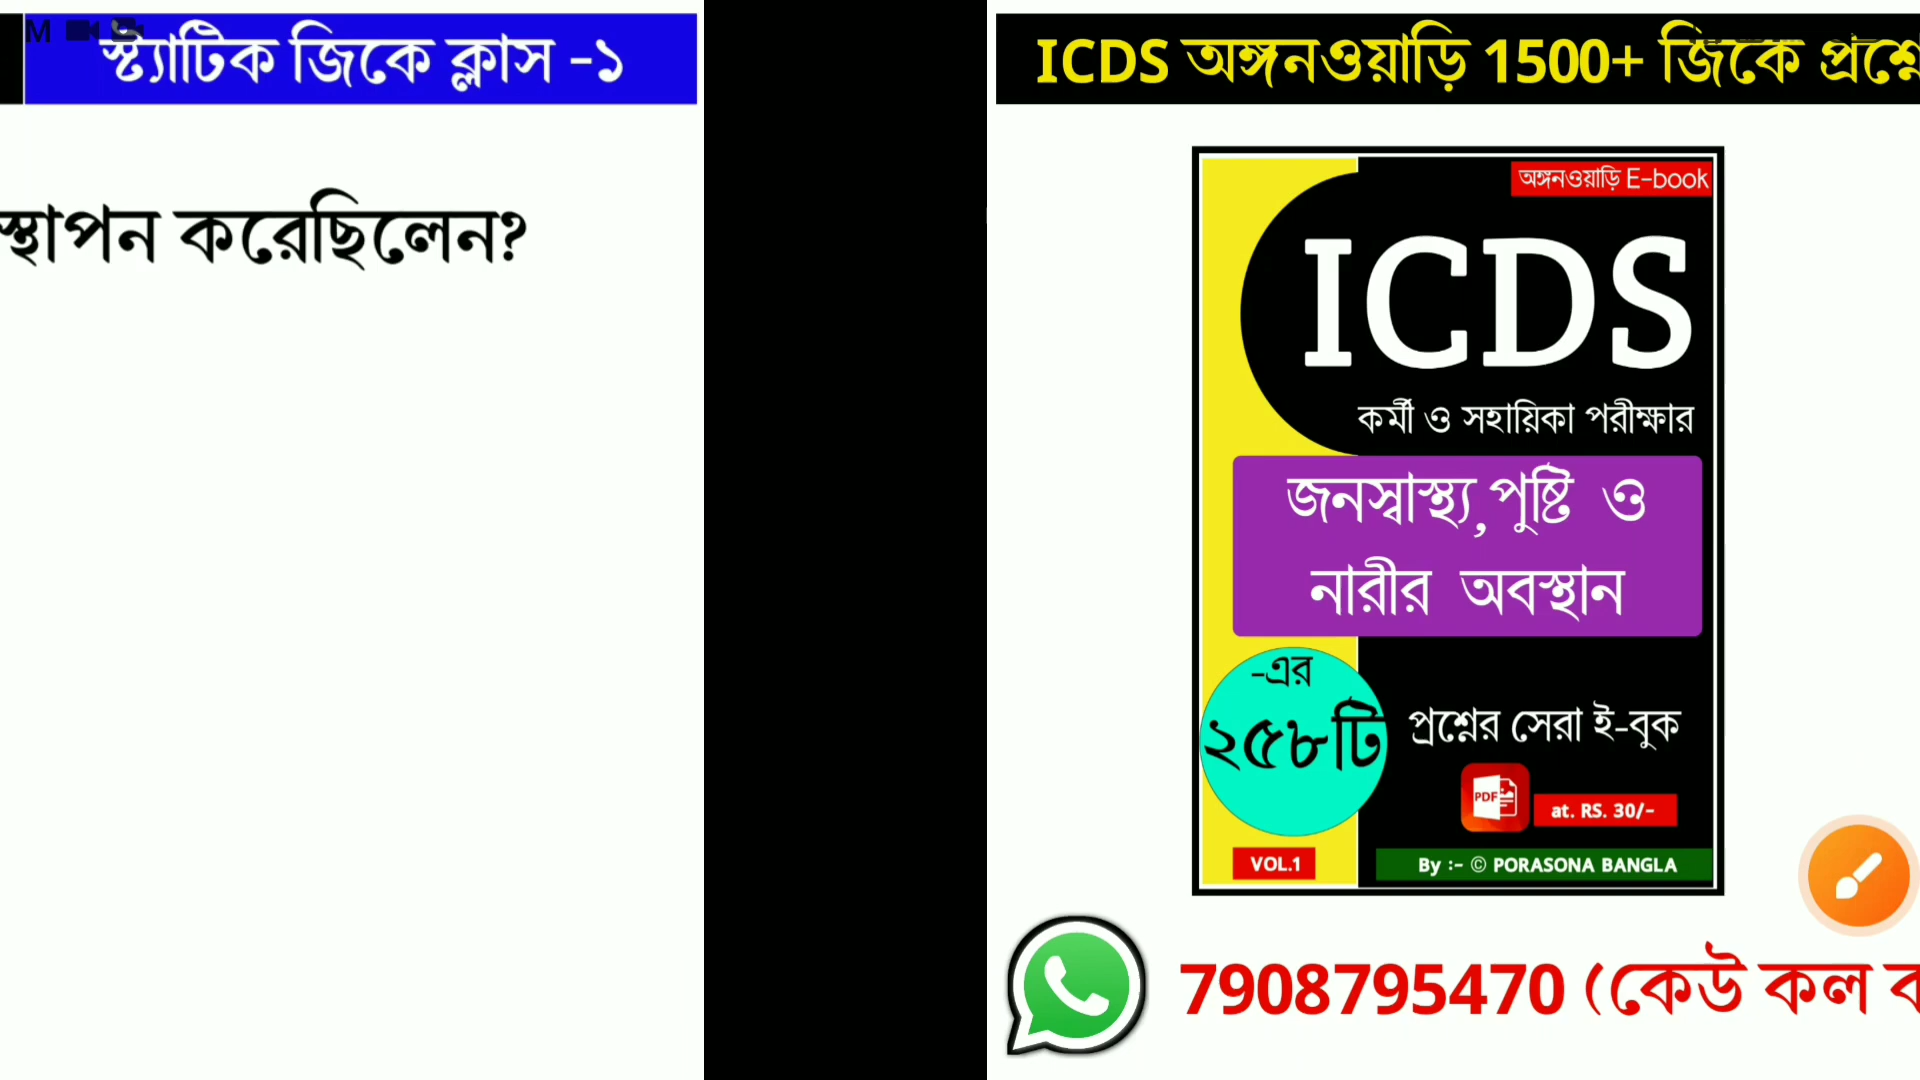 স্ট্যাটিক জিকে ক্লাস -১
স্থাপন করেছিলেন?
ICDS অঙ্গনওয়াড়ি 1500+ জিকে প্রশ্নে
অঙ্গনওয়াড়ি E-book
ICDS
কর্মী ও সহায়িকা পরীক্ষার
জনস্বাস্থ্য,পুষ্টি ও
নারীর অবস্থান
-এর
২৫৮টি
প্রশ্নের সেরা ই-বুক
PDF
at. RS. 30/-
VOL.1
By :- © PORASONA BANGLA
7908795470 (কেউ কল ক